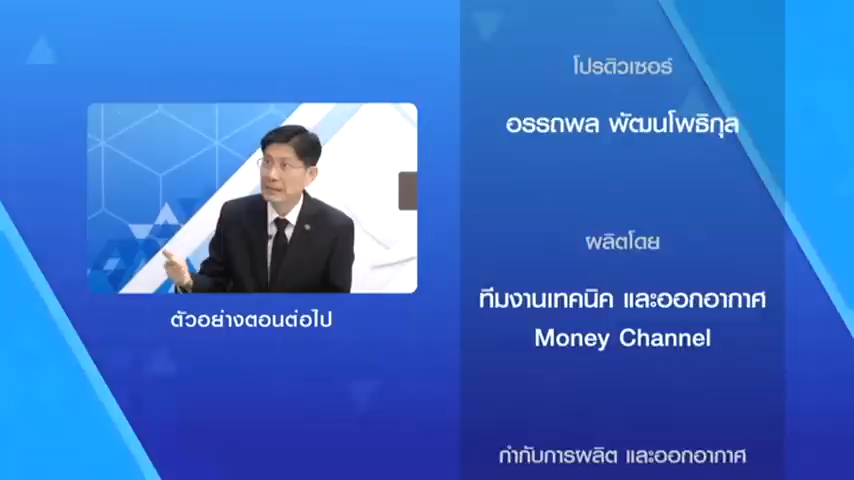 ตัวอย่างตอนต่อไป
โปรดิวเซอร์
อรรถพล พัฒนโพธิกุล
ผลิตโดย
ทีมงานเทคนิค และออกอากาศ
Money Channel
กำกับการผลิต และออกอากาศ